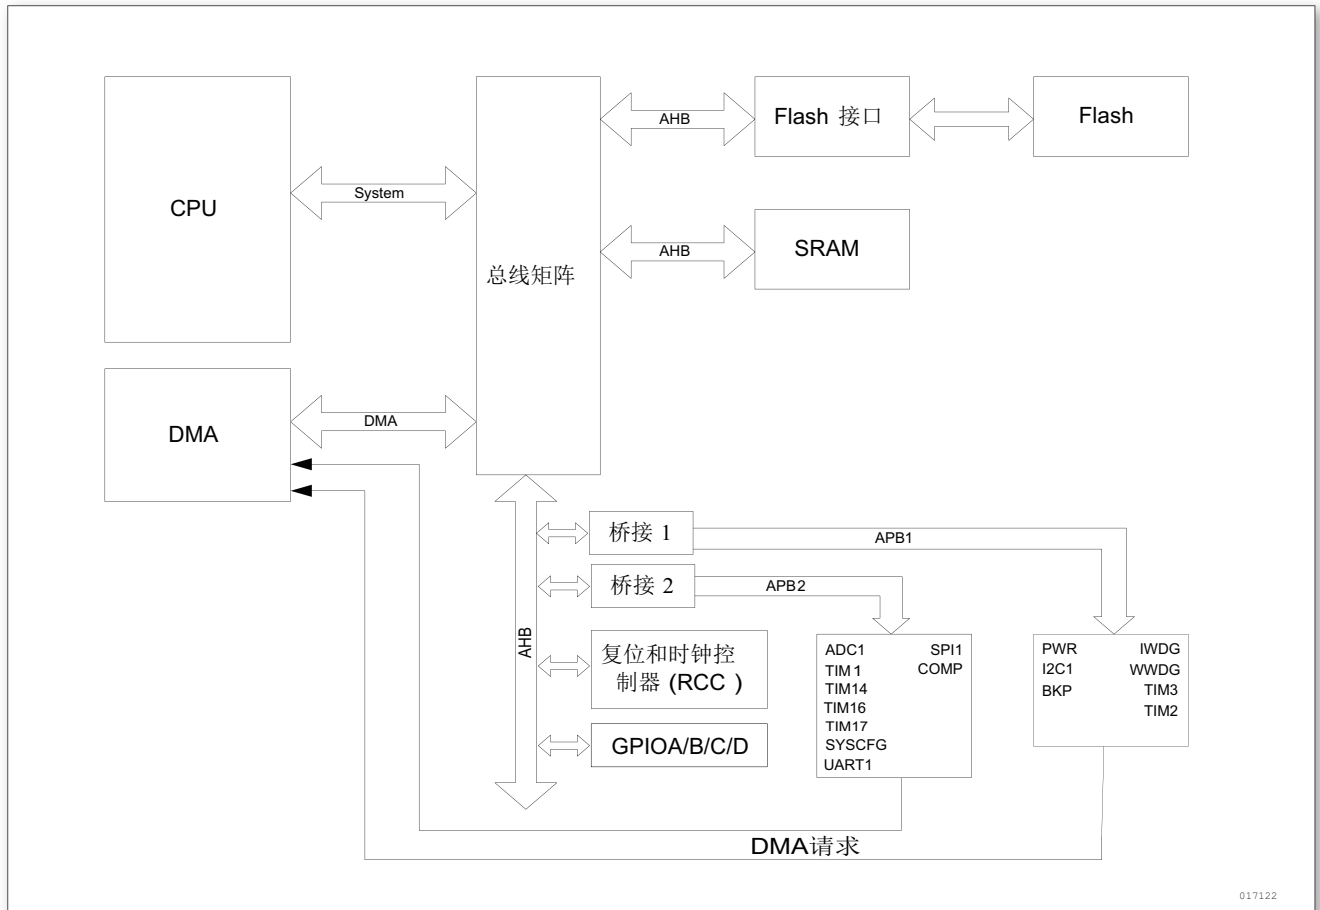 CPU
System
总线矩阵
AHB
Flash 接口
Flash
AHB
SRAM
DMA
DMA
AHB
桥接 1
APB1
桥接 2
APB2
复位和时钟控
制器 (RCC )
GPIOA/B/C/D
ADC1 SPI1
TIM 1 COMP
TIM14
TIM16
TIM17
SYSCFG
UART1
PWR IWDG
I2C1 WWDG
BKP TIM3
TIM2
DMA请求
017122